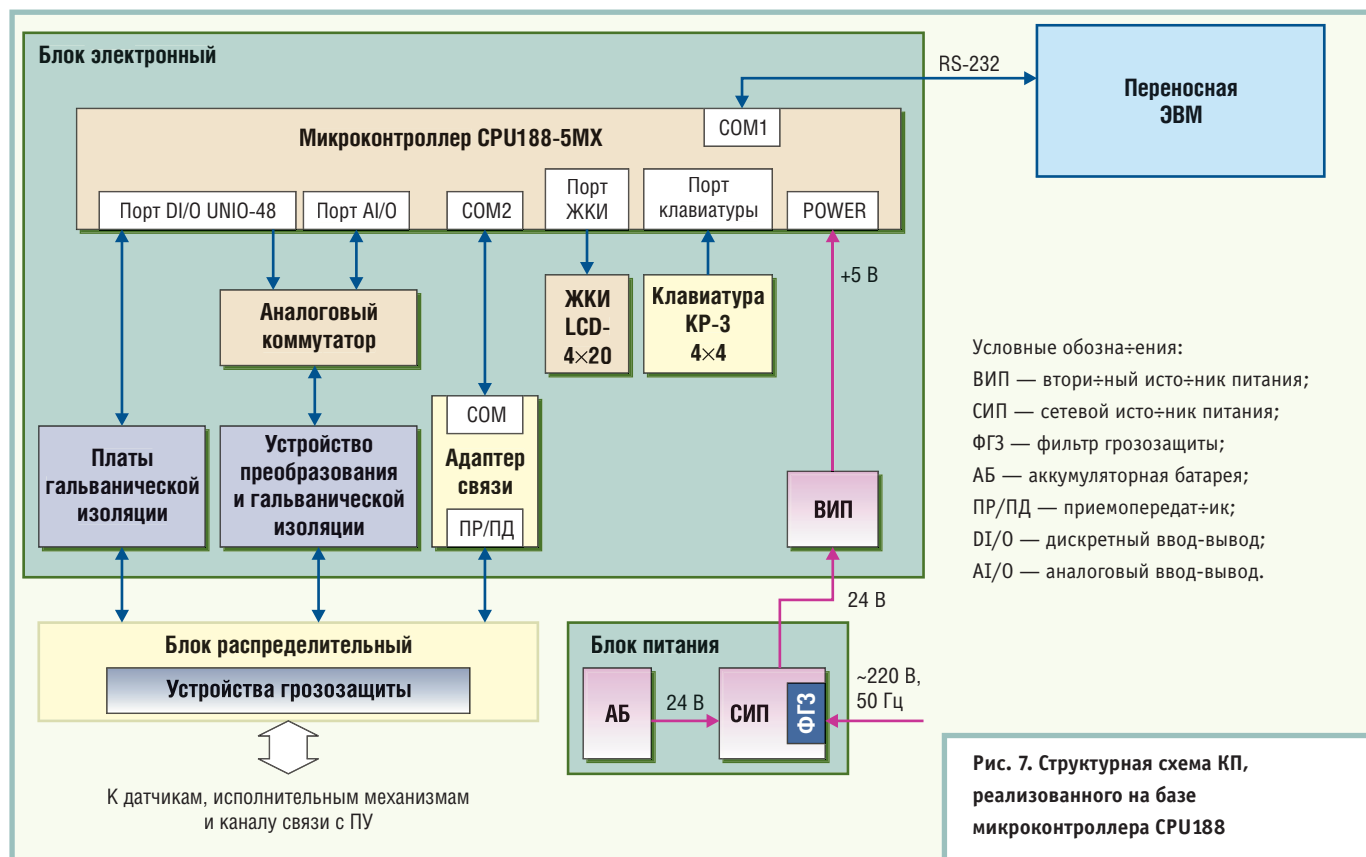 Блок электронный
RS-232
Переносная
ЭВМ
COM1
Микроконтроллер CPU188-5MX
Порт DI/O UNIO-48
Порт AI/O
COM2
Порт
ЖКИ
Порт
клавиатуры
POWER
+5 В
Аналоговый
коммутатор
ЖКИ
LCD-
4×20
Клавиатура
KP-3
4×4
Условные обозна÷ения:
ВИП — втори÷ный исто÷ник питания;
СИП — сетевой исто÷ник питания;
ФГЗ — фильтр грозозащиты;
АБ — аккумуляторная батарея;
ПР/ПД — приемопередат÷ик;
DI/O — дискретный ввод-вывод;
AI/O — аналоговый ввод-вывод.
Платы
гальванической
изоляции
Устройство
преобразования
и гальванической
изоляции
COM
Адаптер
связи
ПР/ПД
ВИП
24 В
Блок распределительный
Устройства грозозащиты
Блок питания
АБ
24 В
СИП
ФГЗ
~220 В,
50 Гц
К датчикам, исполнительным механизмам
и каналу связи с ПУ
Рис. 7. Структурная схема КП,
реализованного на базе
микроконтроллера CPU188